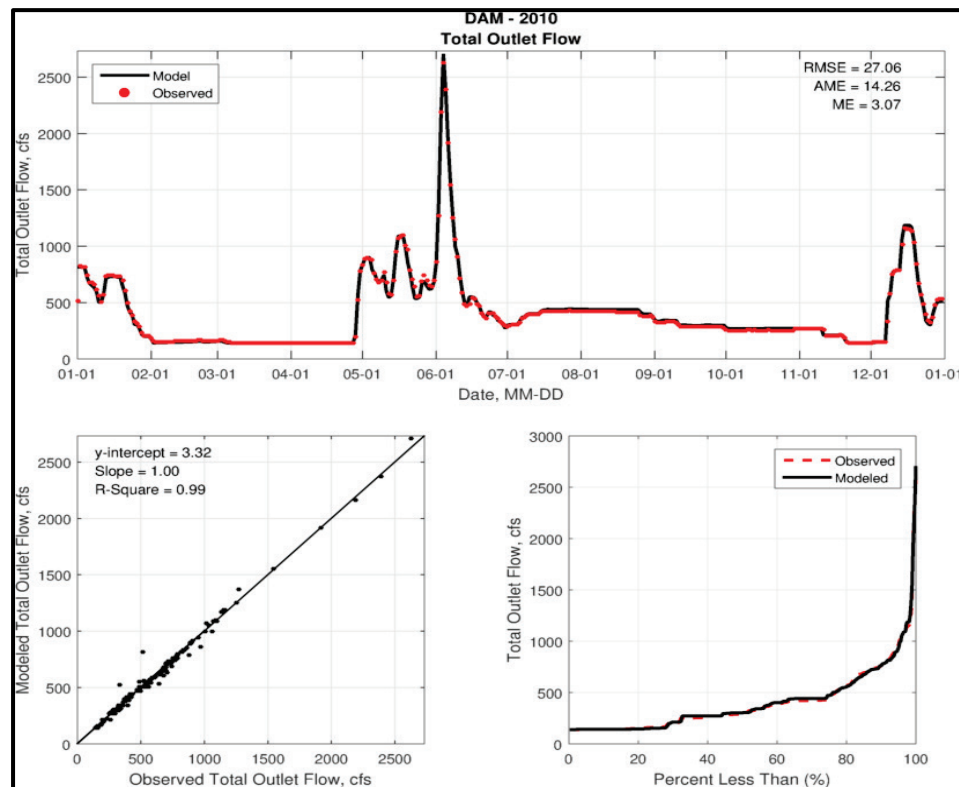 DAM - 2010
Total Outlet Flow
Total Outlet Flow, cfs
2500
2000
1500
1000
500
0
Model
Observed
RMSE = 27.06
AME = 14.26
ME = 3.07
01-01 02-01 03-01 04-01 05-01 06-01 07-01 08-01 09-01 10-01 11-01 12-01 01-01
Date, MM-DD
Modeled Total Outlet Flow, cfs
2500
2000
1500
1000
500
0
y-intercept = 3.32
Slope = 1.00
R-Square = 0.99
0 500 1000 1500 2000 2500
Observed Total Outlet Flow, cfs
Total Outlet Flow, cfs
3000
2500
2000
1500
1000
500
0
Observed
Modeled
0 20 40 60 80 100
Percent Less Than (%)